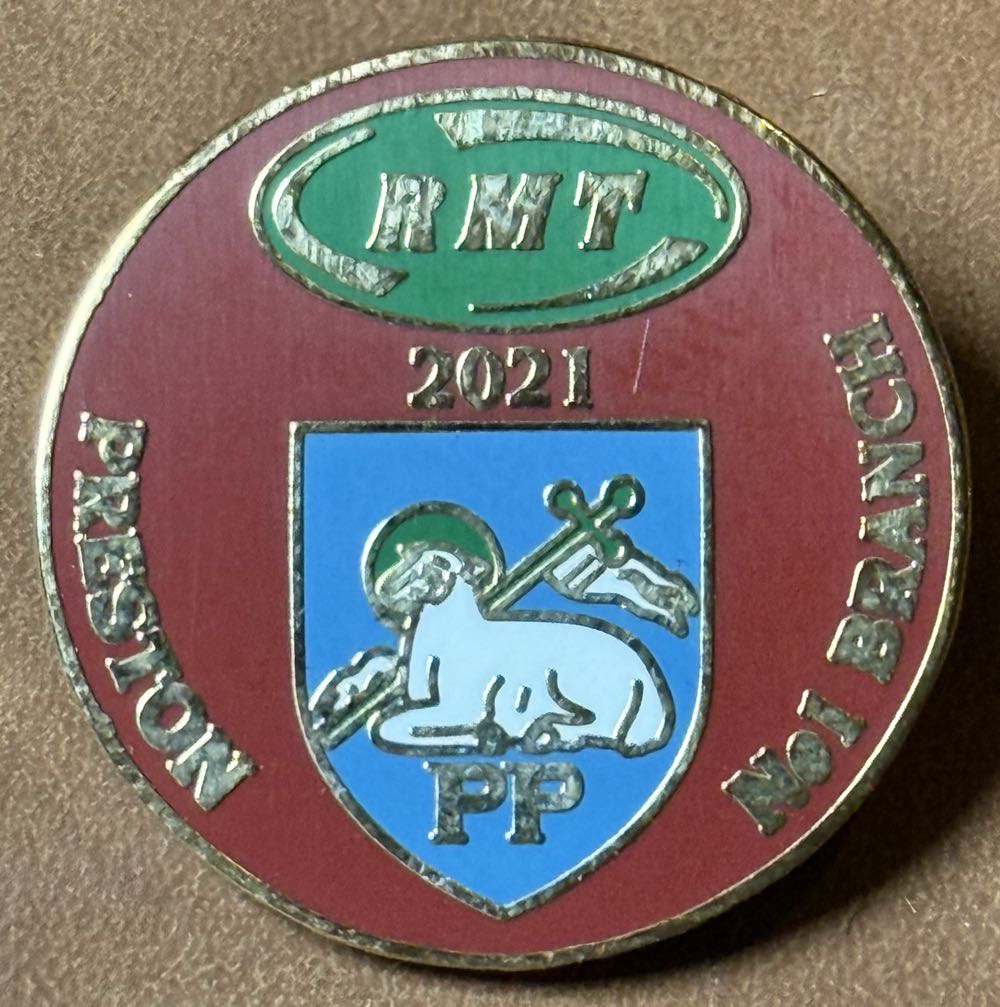 RMT
2021
PRESTON
No1 BRANCH
PP